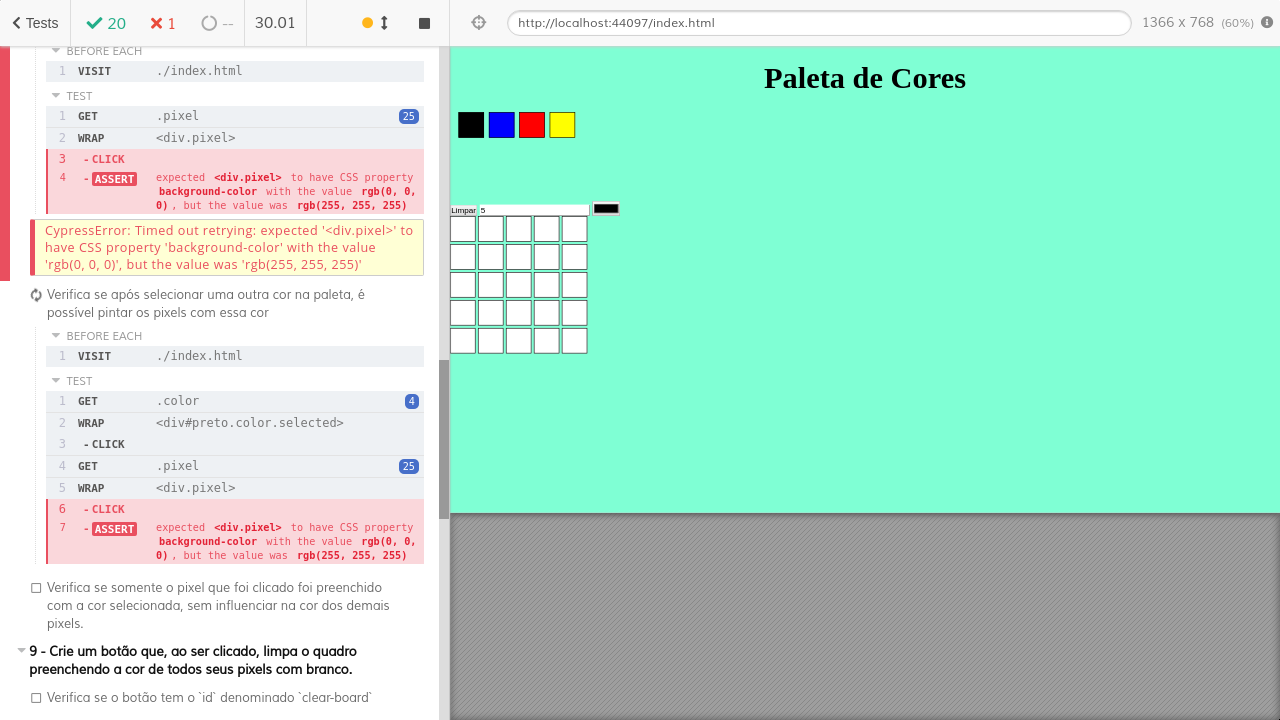 Tests 20 1 -- 30.01 http://localhost:44097/index.html 1366 x 768 (60%)
BEFORE EACH
1 VISIT ./index.html
TEST
1 GET .pixel 25
2 WRAP <div.pixel>
3 - CLICK
4 - ASSERT expected <div.pixel> to have CSS property
background-color with the value rgb(0, 0,
0), but the value was rgb(255, 255, 255)
CypressError: Timed out retrying: expected '<div.pixel>' to
have CSS property 'background-color' with the value
'rgb(0, 0, 0)', but the value was 'rgb(255, 255, 255)'
Verifica se após selecionar uma outra cor na paleta, é
possível pintar os pixels com essa cor
BEFORE EACH
1 VISIT ./index.html
TEST
1 GET .color 4
2 WRAP <div#preto.color.selected>
3 - CLICK
4 GET .pixel 25
5 WRAP <div.pixel>
6 - CLICK
7 - ASSERT expected <div.pixel> to have CSS property
background-color with the value rgb(0, 0,
0), but the value was rgb(255, 255, 255)
Verifica se somente o pixel que foi clicado foi preenchido
com a cor selecionada, sem influenciar na cor dos demais
pixels.
9 - Crie um botão que, ao ser clicado, limpa o quadro
preenchendo a cor de todos seus pixels com branco.
Verifica se o botão tem o `id` denominado `clear-board`
Paleta de Cores
Limpar 5